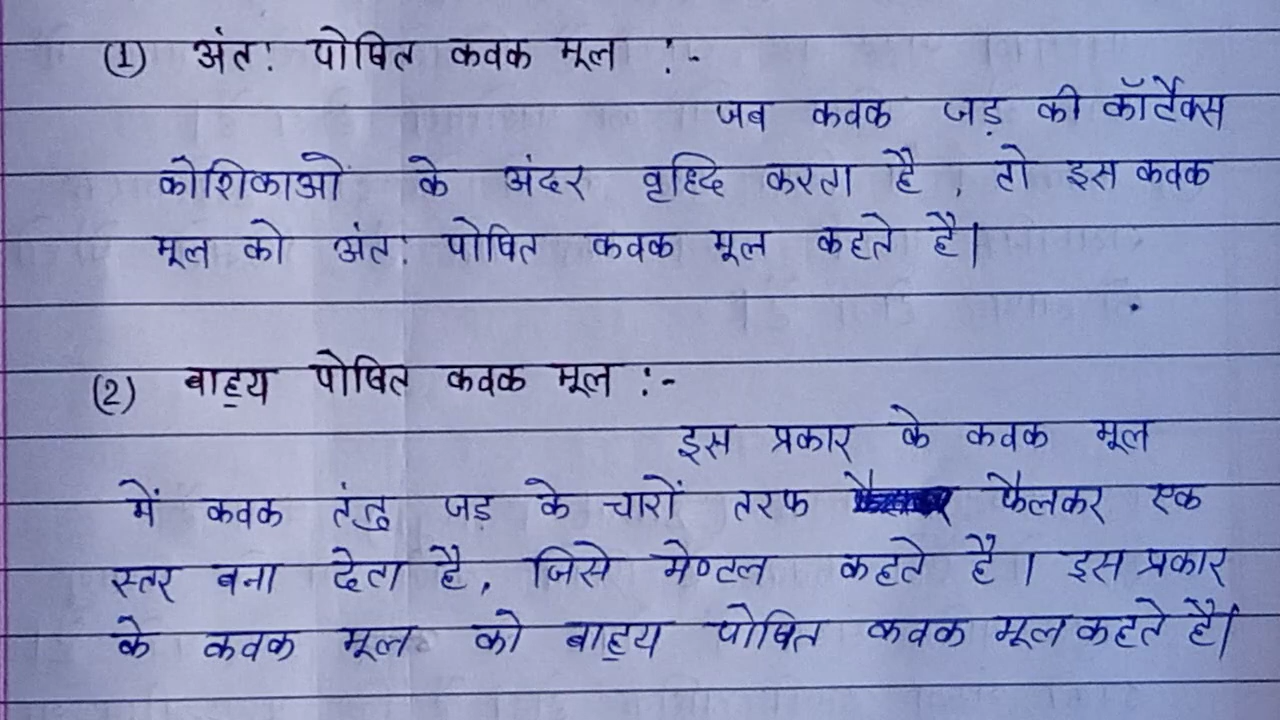 (1) अंतः पोषित कवक मूल :-
जब कवक जड़ की कॉर्टेक्स
कोशिकाओं के अंदर वृध्दि करता है, तो इस कवक
मूल को अंतः पोषित कवक मूल कहते है।
(2) बाह्य पोषित कवक मूल :-
इस प्रकार के कवक मूल
में कवक जड़ के चारों तरफ फैलकर एक
स्तर बना देता है, जिसे मेण्टल कहते है। इस प्रकार
के कवक मूल को बाह्य पोषित कवक मूल कहते है।